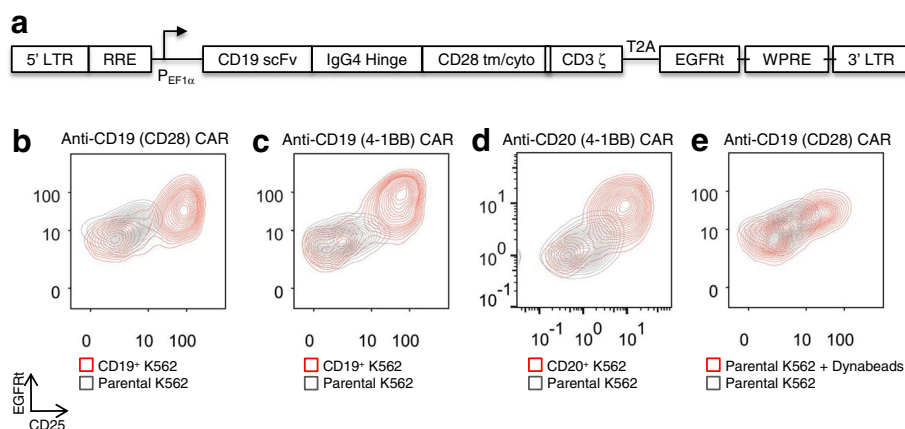 a
T2A
5' LTR RRE CD19 scFv IgG4 Hinge CD28 tm/cyto CD3 ζ EGFRt WPRE 3' LTR
PEF1α
b Anti-CD19 (CD28) CAR c Anti-CD19 (4-1BB) CAR d Anti-CD20 (4-1BB) CAR e Anti-CD19 (CD28) CAR
100
10
0
0 10 100
CD19⁺ K562
Parental K562
100
10
0
0 10 100
CD19⁺ K562
Parental K562
10¹
10⁰
10⁻¹
10⁻¹ 10⁰ 10¹
CD20⁺ K562
Parental K562
100
10
0
0 10 100
Parental K562 + Dynabeads
Parental K562
EGFRt
CD25